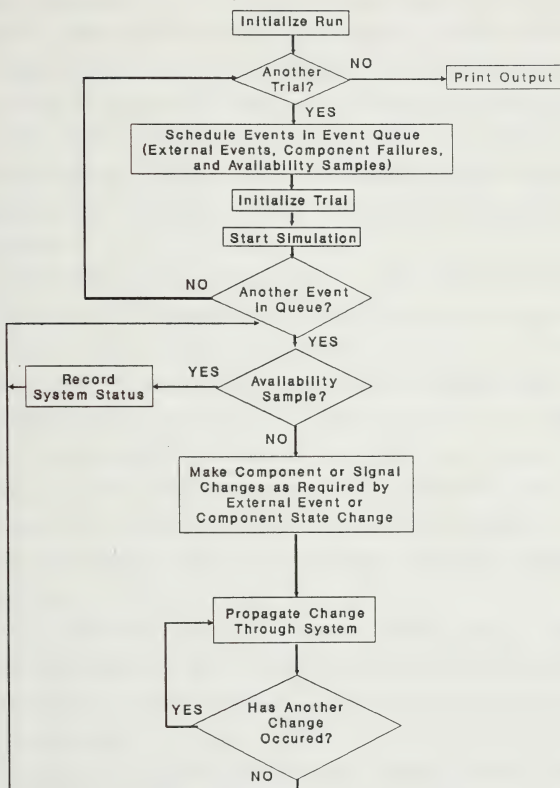 Initialize Run
Another
Trial?
NO
Print Output
YES
Schedule Events in Event Queue
(External Events, Component Failures,
and Availability Samples)
Initialize Trial
Start Simulation
NO
Another Event
in Queue?
YES
Record
System Status
YES
Availability
Sample?
NO
Make Component or Signal
Changes as Required by
External Event or
Component State Change
Propagate Change
Through System
YES
Has Another
Change
Occured?
NO